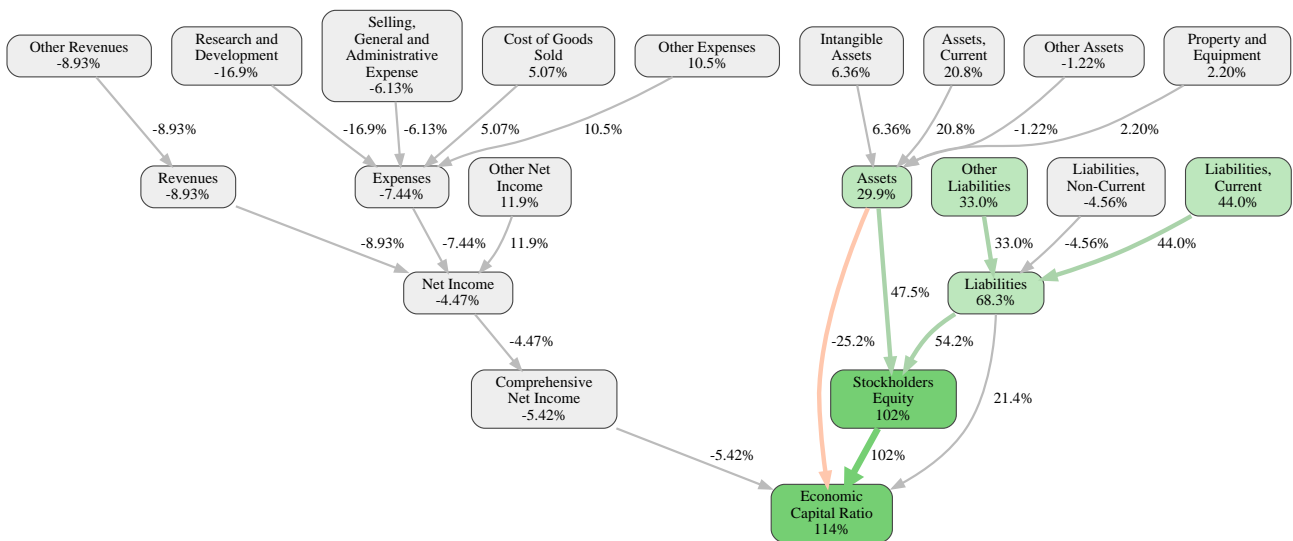 Other Revenues
-8.93%
Research and
Development
-16.9%
Selling,
General and
Administrative
Expense
-6.13%
Cost of Goods
Sold
5.07%
Other Expenses
10.5%
Intangible
Assets
6.36%
Assets,
Current
20.8%
Other Assets
-1.22%
Property and
Equipment
2.20%
-8.93%
-16.9%
-6.13%
5.07%
10.5%
6.36%
20.8%
-1.22%
2.20%
Revenues
-8.93%
Expenses
-7.44%
Other Net
Income
11.9%
Assets
29.9%
Other
Liabilities
33.0%
Liabilities,
Non-Current
-4.56%
Liabilities,
Current
44.0%
-8.93%
-7.44%
11.9%
33.0%
-4.56%
44.0%
Net Income
-4.47%
Liabilities
68.3%
47.5%
-4.47%
-25.2%
54.2%
Comprehensive
Net Income
-5.42%
Stockholders
Equity
102%
21.4%
-5.42%
102%
Economic
Capital Ratio
114%